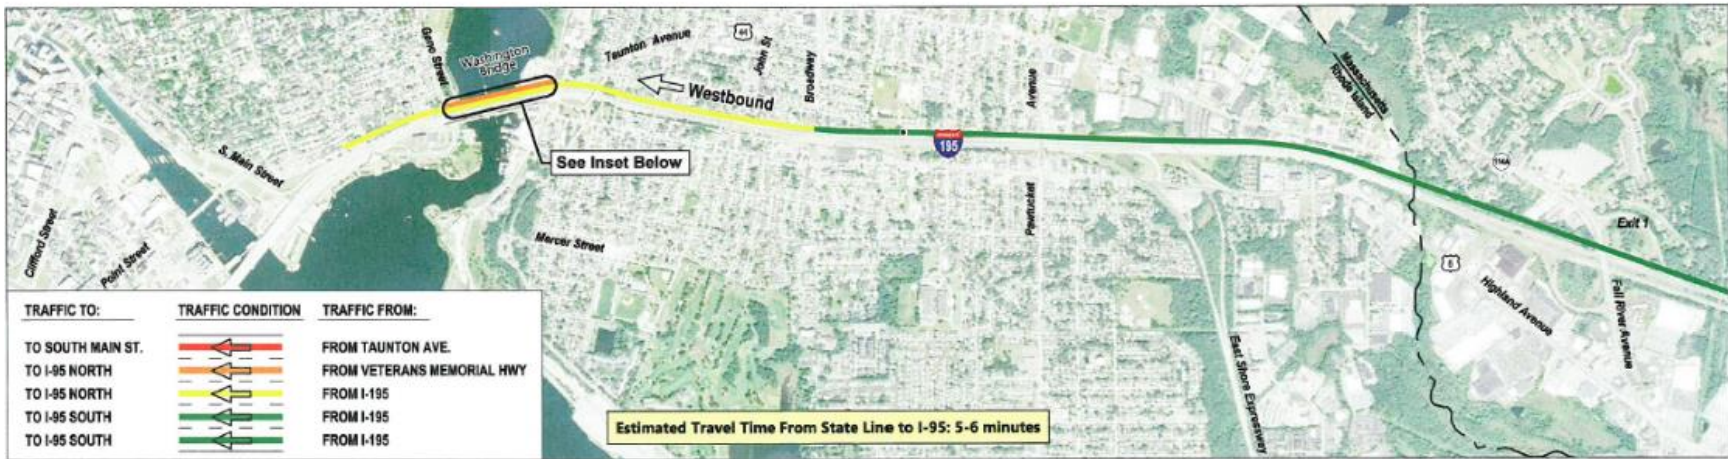 Gano Street
Washington
Bridge
Taunton Avenue
44
John St
Broadway
Avenue
Massachusetts
Rhode Island
Westbound
195
See Inset Below
114A
S. Main Street
Clifford Street
Point Street
Mercer Street
Pawtucket
Exit 1
6
Highland Avenue
Fall River Avenue
East Shore Expressway
TRAFFIC TO: TRAFFIC CONDITION TRAFFIC FROM:
TO SOUTH MAIN ST. FROM TAUNTON AVE.
TO I-95 NORTH FROM VETERANS MEMORIAL HWY
TO I-95 NORTH FROM I-195
TO I-95 SOUTH FROM I-195
TO I-95 SOUTH FROM I-195
Estimated Travel Time From State Line to I-95: 5-6 minutes